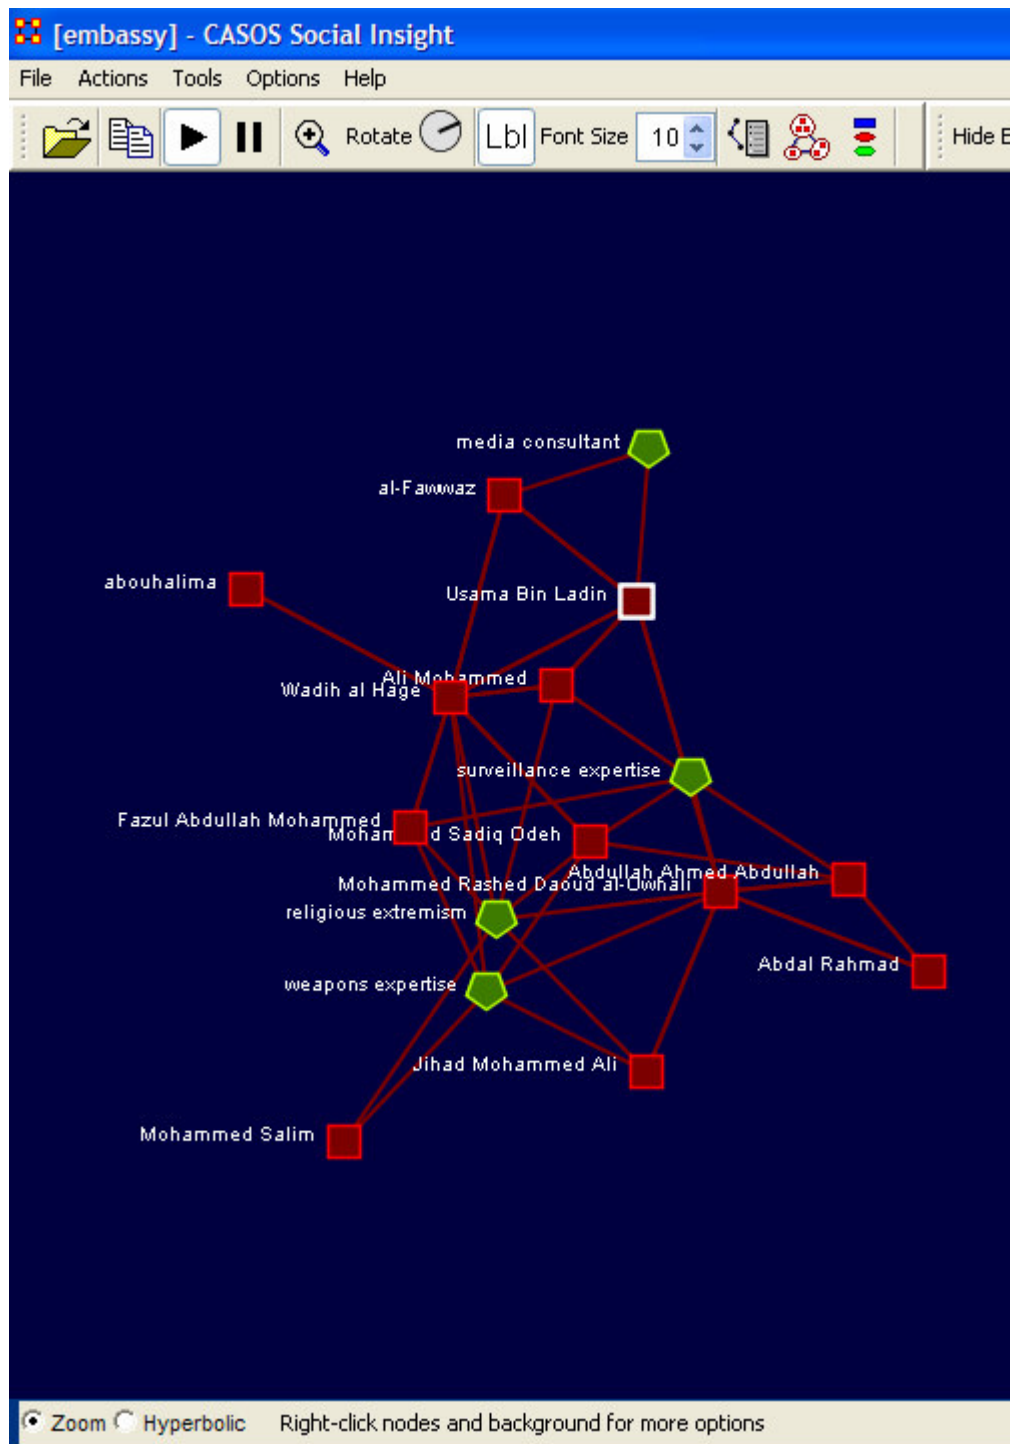 [embassy] - CASOS Social Insight
File Actions Tools Options Help
Rotate Lbl Font Size 10 Hide E
media consultant
al-Fawwaz
abouhalima
Usama Bin Ladin
Ali Mohammed
Wadih al Hage
surveillance expertise
Fazul Abdullah Mohammed
Sadiq Odeh
Abdullah Ahmed Abdullah
Mohammed Rashed Daoud al-Owhali
religious extremism
Abdal Rahmad
weapons expertise
Jihad Mohammed Ali
Mohammed Salim
Zoom Hyperbolic Right-click nodes and background for more options